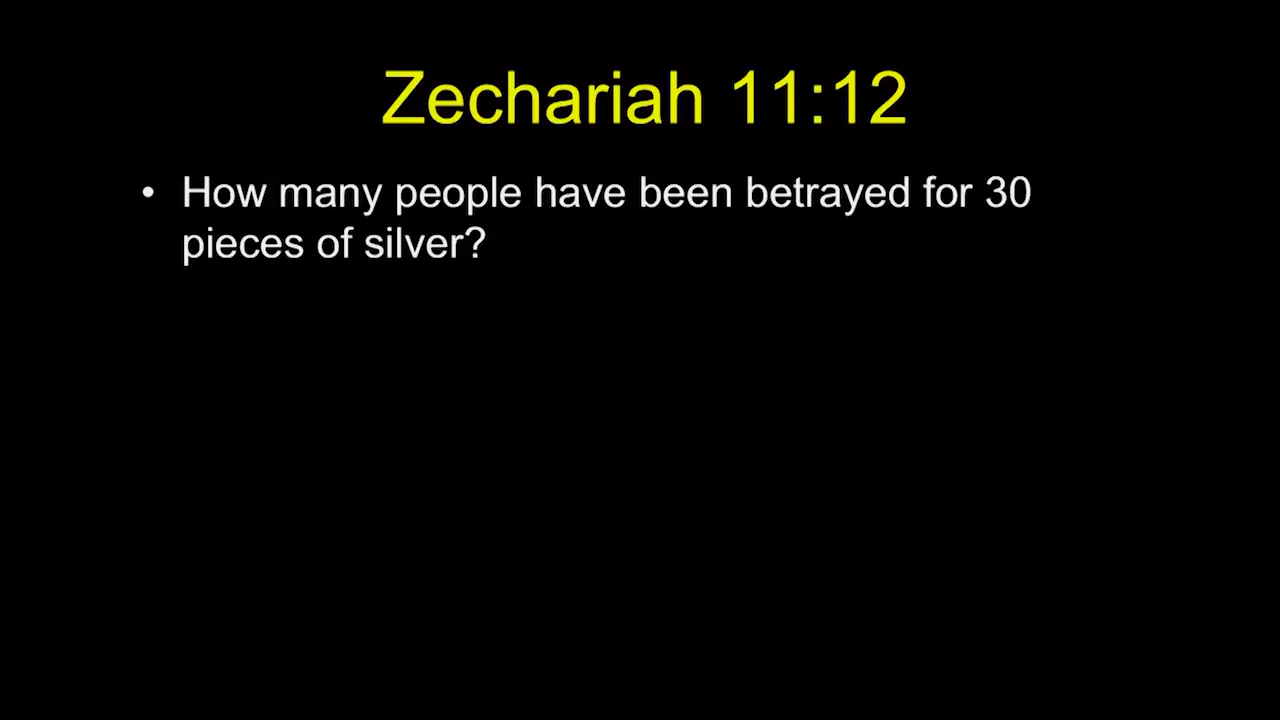 Zechariah 11:12
• How many people have been betrayed for 30
pieces of silver?